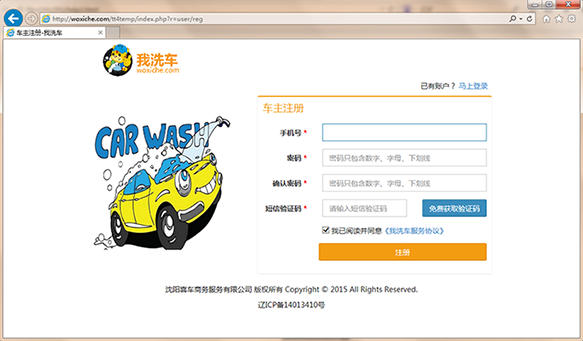 http://woxiche.com/tt4temp/index.php?r=user/reg
车主注册-我洗车
我洗车
woxiche.com
已有账户？ 马上登录
CAR WASH
车主注册
手机号 *
密码 * 密码只包含数字、字母、下划线
确认密码 * 密码只包含数字、字母、下划线
短信验证码 * 请输入短信验证码 免费获取验证码
我已阅读并同意《我洗车服务协议》
注册
沈阳喜车商务服务有限公司 版权所有 Copyright © 2015 All Rights Reserved.
辽ICP备14013410号